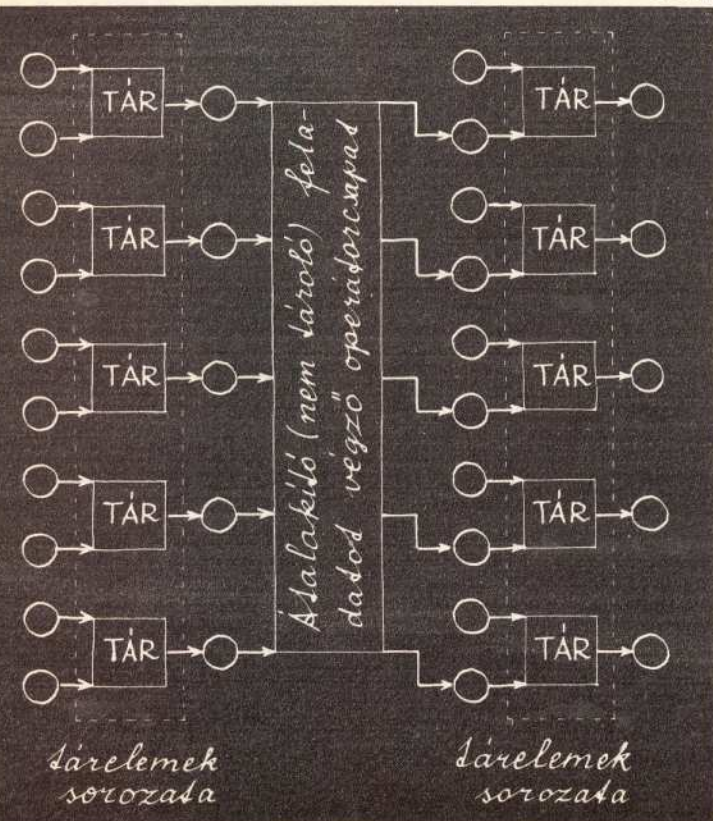 TÁR
TÁR
TÁR
TÁR
TÁR
Átalakító (nem tároló) fela-
datot végző operátorcsapat
TÁR
TÁR
TÁR
TÁR
TÁR
tárelemek
sorozata
tárelemek
sorozata